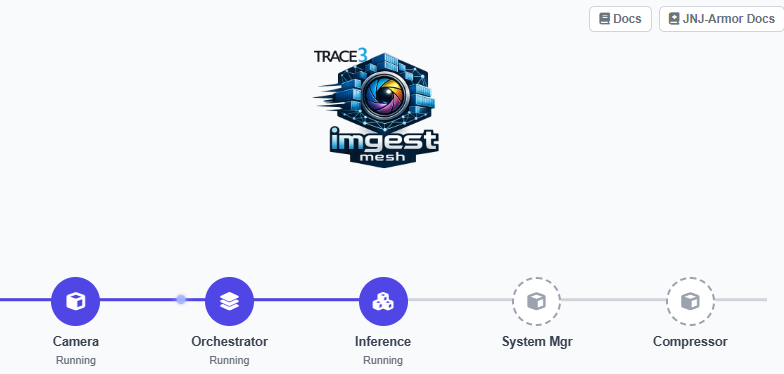 Docs
JNJ-Armor Docs
TRACE3
imgest
mesh
Camera
Running
Orchestrator
Running
Inference
Running
System Mgr
Compressor